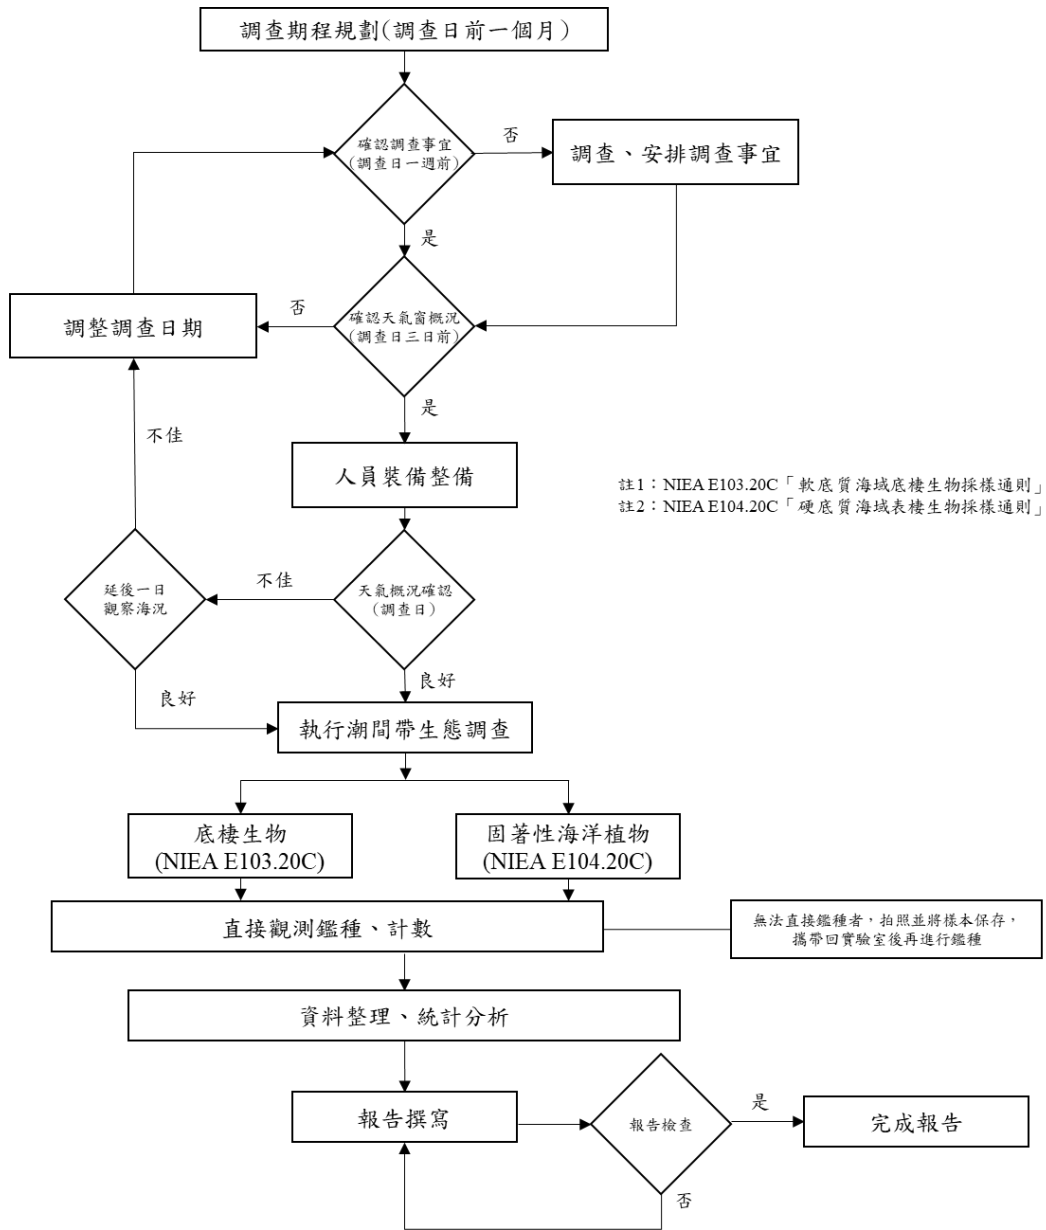 調查期程規劃(調查日前一個月)
確認調查事宜
(調查日一週前)
否
調查、安排調查事宜
是
調整調查日期
否
確認天氣窗概況
(調查日三日前)
是
不佳
人員裝備整備
註1：NIEA E103.20C「軟底質海域底棲生物採樣通則」
註2：NIEA E104.20C「硬底質海域表棲生物採樣通則」
延後一日
觀察海況
不佳
天氣概況確認
(調查日)
良好
良好
執行潮間帶生態調查
底棲生物
(NIEA E103.20C)
固著性海洋植物
(NIEA E104.20C)
直接觀測鑑種、計數
無法直接鑑種者，拍照並將樣本保存，
攜帶回實驗室後再進行鑑種
資料整理、統計分析
報告撰寫
報告檢查
是
完成報告
否